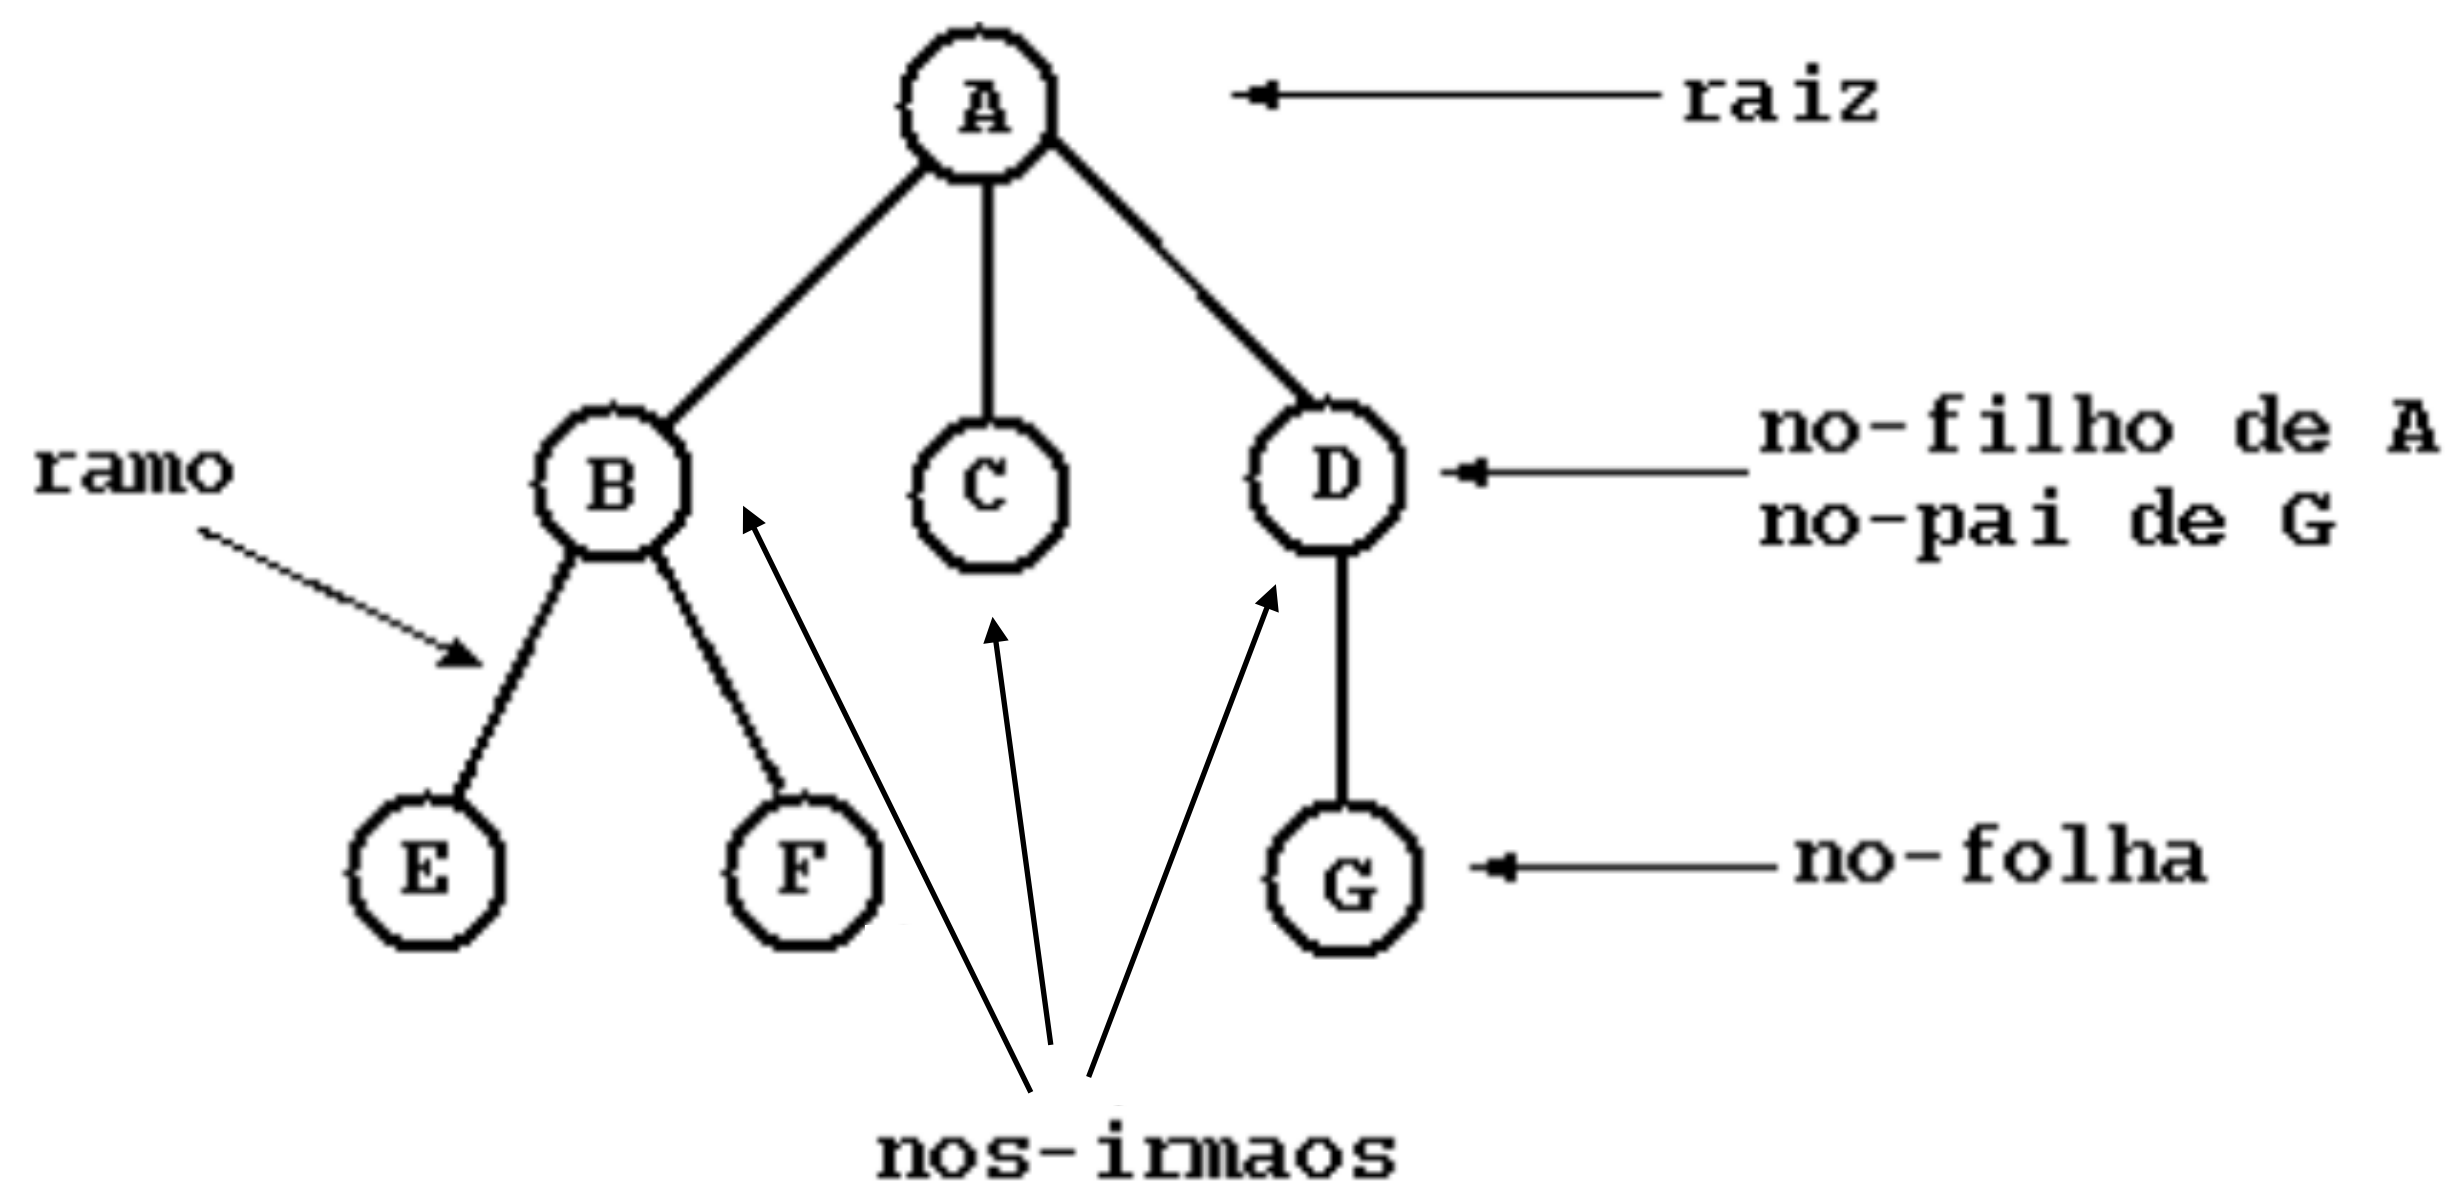 A
raiz
no-filho de A
ramo
B
C
D
no-pai de G
E
F
G
no-folha
nos-irmaos